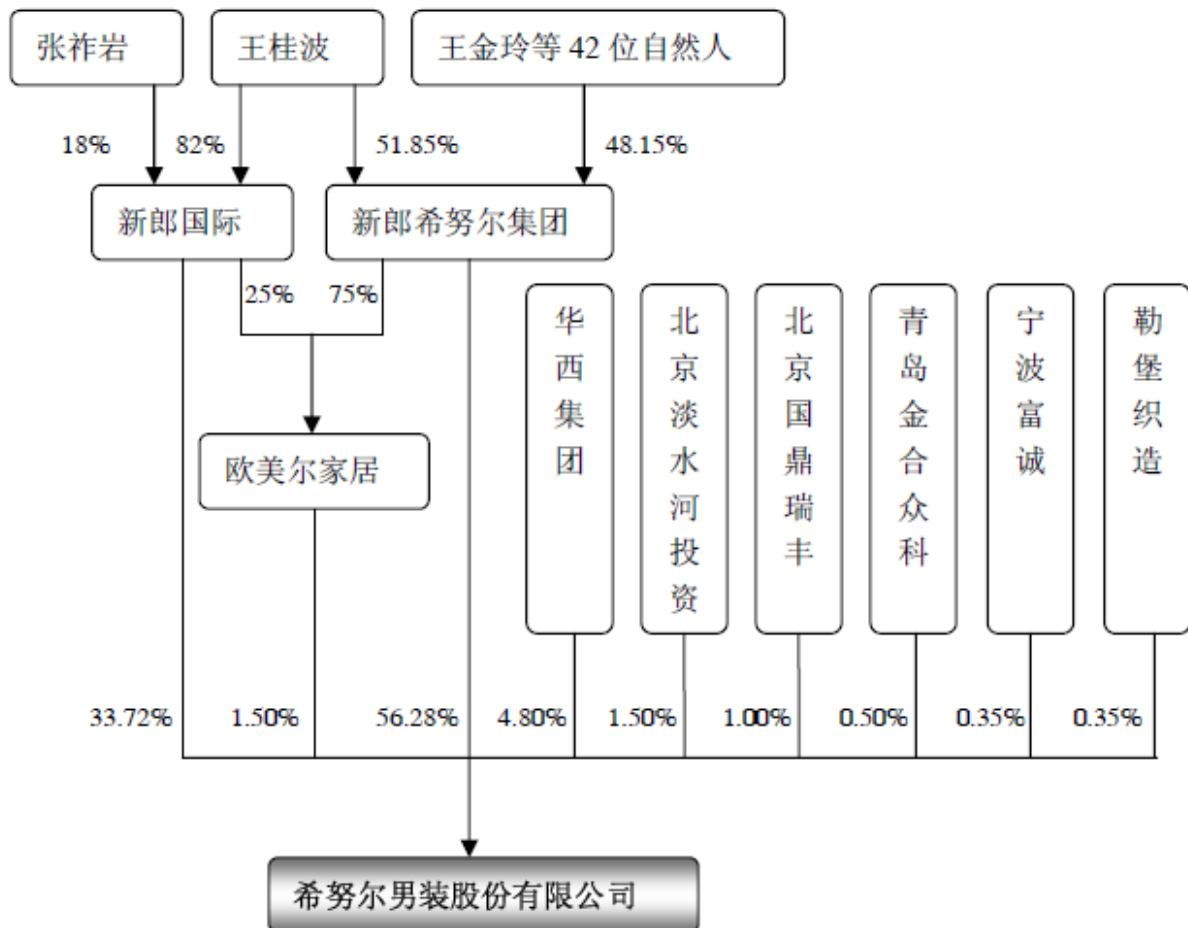 张祚岩
王桂波
王金玲等 42 位自然人
18%
82%
51.85%
48.15%
新郎国际
新郎希努尔集团
25%
75%
华西集团
北京淡水河投资
北京国鼎瑞丰
青岛金合众科
宁波富诚
勒堡织造
欧美尔家居
33.72%
1.50%
56.28%
4.80%
1.50%
1.00%
0.50%
0.35%
0.35%
希努尔男装股份有限公司